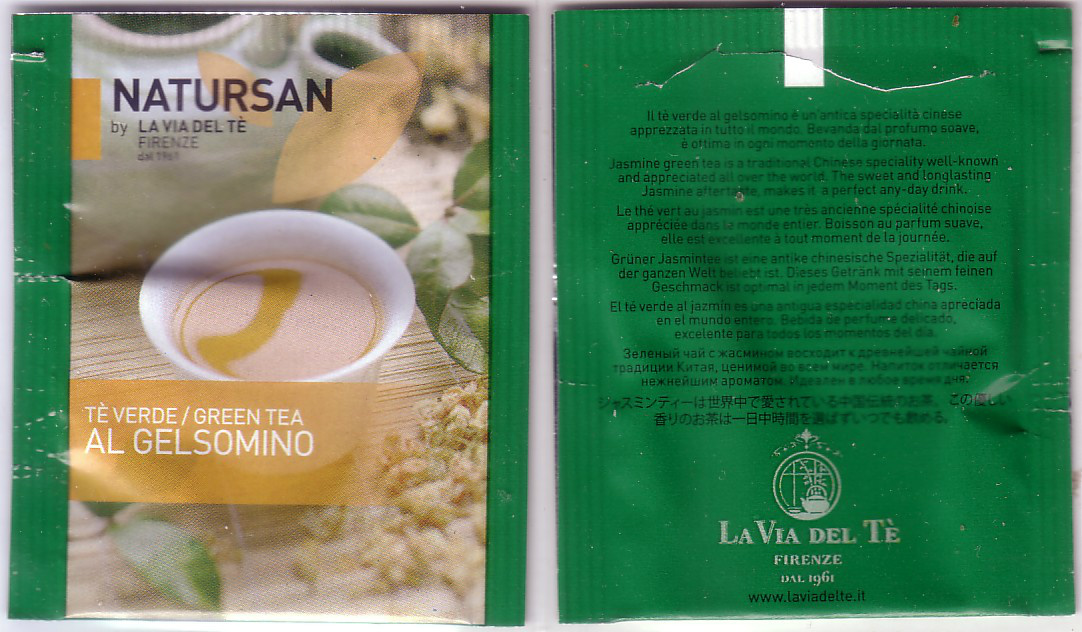 NATURSAN
by LA VIA DEL TÈ
FIRENZE
dal 1961
TÈ VERDE / GREEN TEA
AL GELSOMINO
Il tè verde al gelsomino è un'antica specialità cinese
apprezzata in tutto il mondo. Bevanda dal profumo soave,
è ottima in ogni momento della giornata.
Jasmine green tea is a traditional Chinese speciality well-known
and appreciated all over the world. The sweet and longlasting
Jasmine aftertaste, makes it a perfect any-day drink.
Le thé vert au jasmin est une très ancienne spécialité chinoise
appréciée dans la monde entier. Boisson au parfum suave,
elle est excellente à tout moment de la journée.
Grüner Jasmintee ist eine antike chinesische Spezialität, die auf
der ganzen Welt beliebt ist. Dieses Getränk mit seinem feinen
Geschmack ist optimal in jedem Moment des Tags.
El té verde al jazmín es una antigua especialidad china apreciada
en el mundo entero. Bebida de perfume delicado,
excelente para todos los momentos del día.
Зеленый чай с жасмином восходит к древнейшей чайной
традиции Китая, ценимой во всем мире. Напиток отличается
нежнейшим ароматом. Идеален в любое время дня.
ジャスミンティーは世界中で愛されている中国伝統のお茶。この優しい
香りのお茶は一日中時間を選ばずいつでも飲める。
LA VIA DEL TÈ
FIRENZE
DAL 1961
www.laviadelte.it